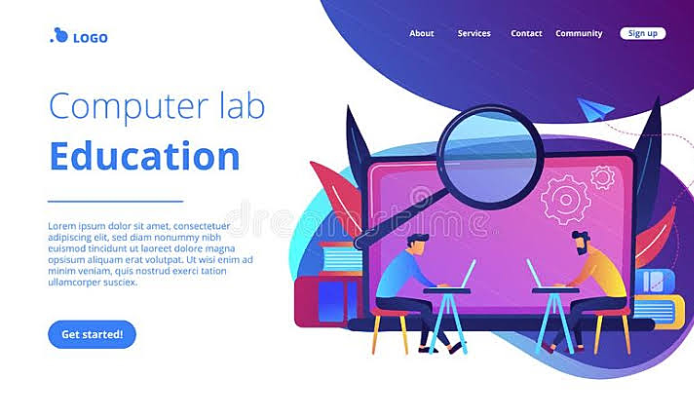 LOGO
About
Services
Contact
Community
Sign up
Computer lab
Education
Lorem ipsum dolor sit amet, consectetuer
adipiscing elit, sed diam nonummy nibh
euismod tincidunt ut laoreet dolore magna
aliquam erat volutpat. Ut wisi enim ad minim
veniam, quis nostrud exerci tation
ullamcorper suscipit.
Get started!
dreamstime